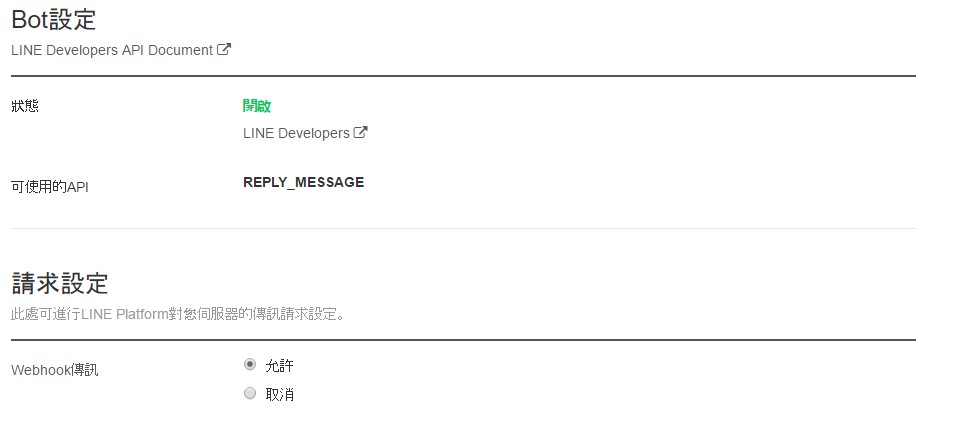 Bot設定
LINE Developers API Document
狀態
開啟
LINE Developers
可使用的API
REPLY_MESSAGE
請求設定
此處可進行LINE Platform對您伺服器的傳訊請求設定。
Webhook傳訊
允許
取消